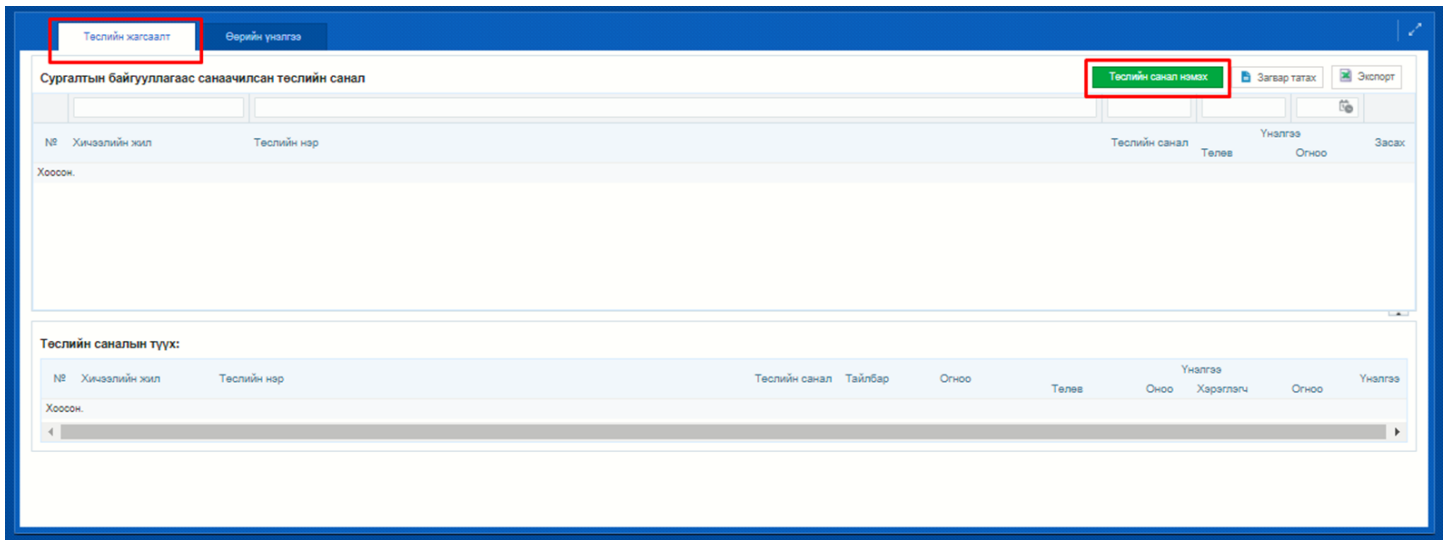 Төслийн жагсаалт Өөрийн үнэлгээ
Сургалтын байгууллагаас санаачилсан төслийн санал Төслийн санал нэмэх Загвар татах Экспорт
№ Хичээлийн жил Төслийн нэр Төслийн санал Үнэлгээ Засах
Төлөв Огноо
Хоосон.
Төслийн саналын түүх:
№ Хичээлийн жил Төслийн нэр Төслийн санал Тайлбар Огноо Үнэлгээ Үнэлгээ
Төлөв Оноо Хэрэглэгч Огноо
Хоосон.